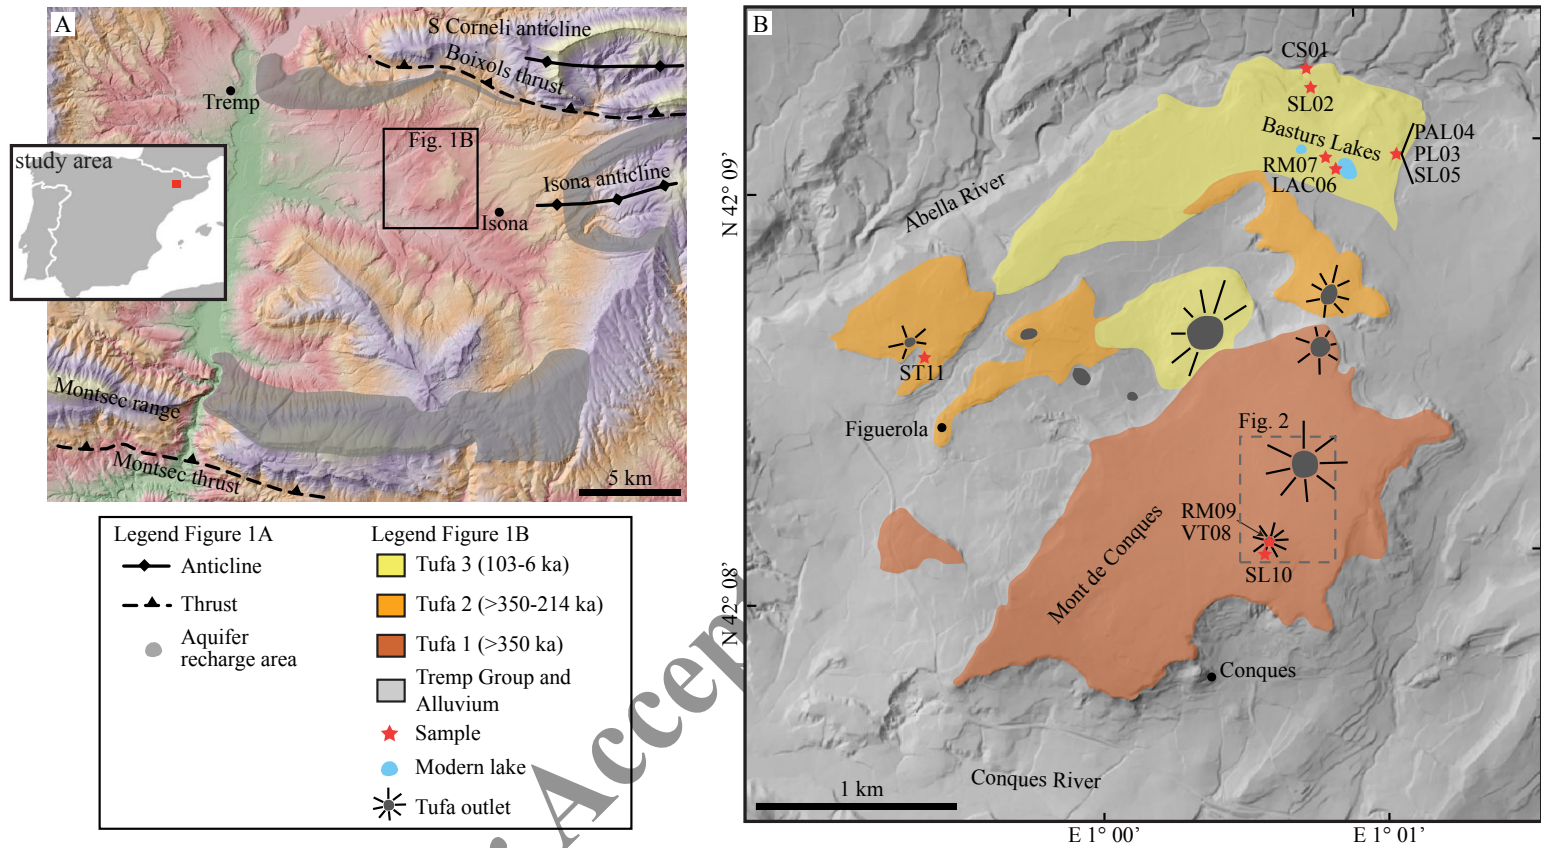 A
S Corneli anticline
Boixols thrust
Tremp
Fig. 1B
study area
Isona anticline
Isona
Montsec range
Montsec thrust
5 km
Legend Figure 1A
Anticline
Thrust
Aquifer
recharge area
Legend Figure 1B
Tufa 3 (103-6 ka)
Tufa 2 (>350-214 ka)
Tufa 1 (>350 ka)
Tremp Group and
Alluvium
Sample
Modern lake
Tufa outlet
B
CS01
SL02
Basturs Lakes
PAL04
PL03
SL05
RM07
LAC06
N 42° 09’
Abella River
ST11
Figuerola
Fig. 2
RM09
VT08
SL10
Mont de Conques
N 42° 08’
Conques
Conques River
1 km
E 1° 00’
E 1° 01’